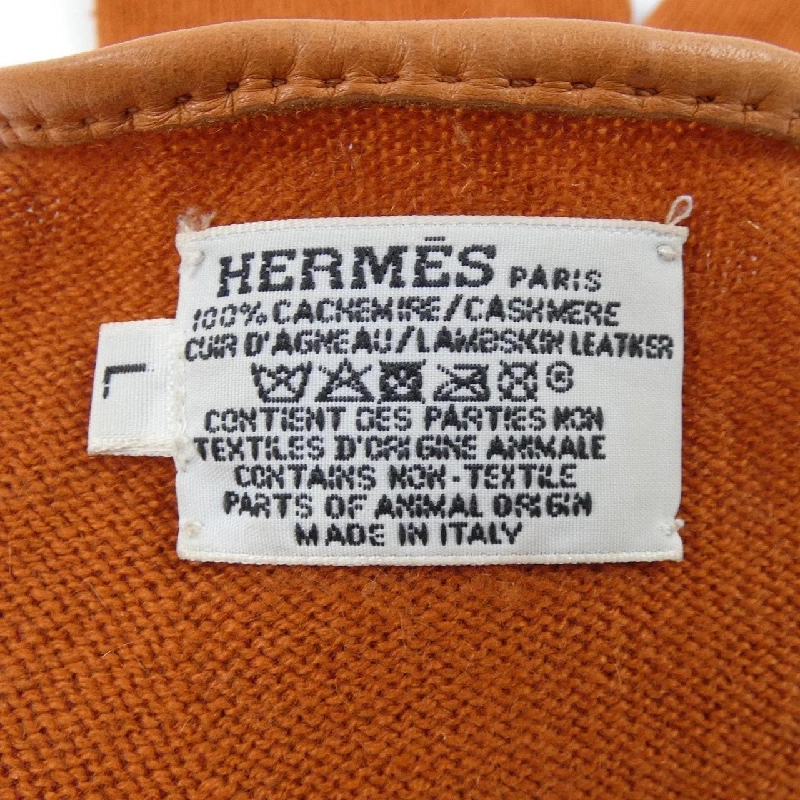 HERMÈS PARIS
100% CACHEMIRE/CASHMERE
CUIR D'AGNEAU/LAMBSKIN LEATHER
CONTIENT DES PARTIES NON
TEXTILES D'ORIGINE ANIMALE
CONTAINS NON-TEXTILE
PARTS OF ANIMAL ORIGIN
MADE IN ITALY
L